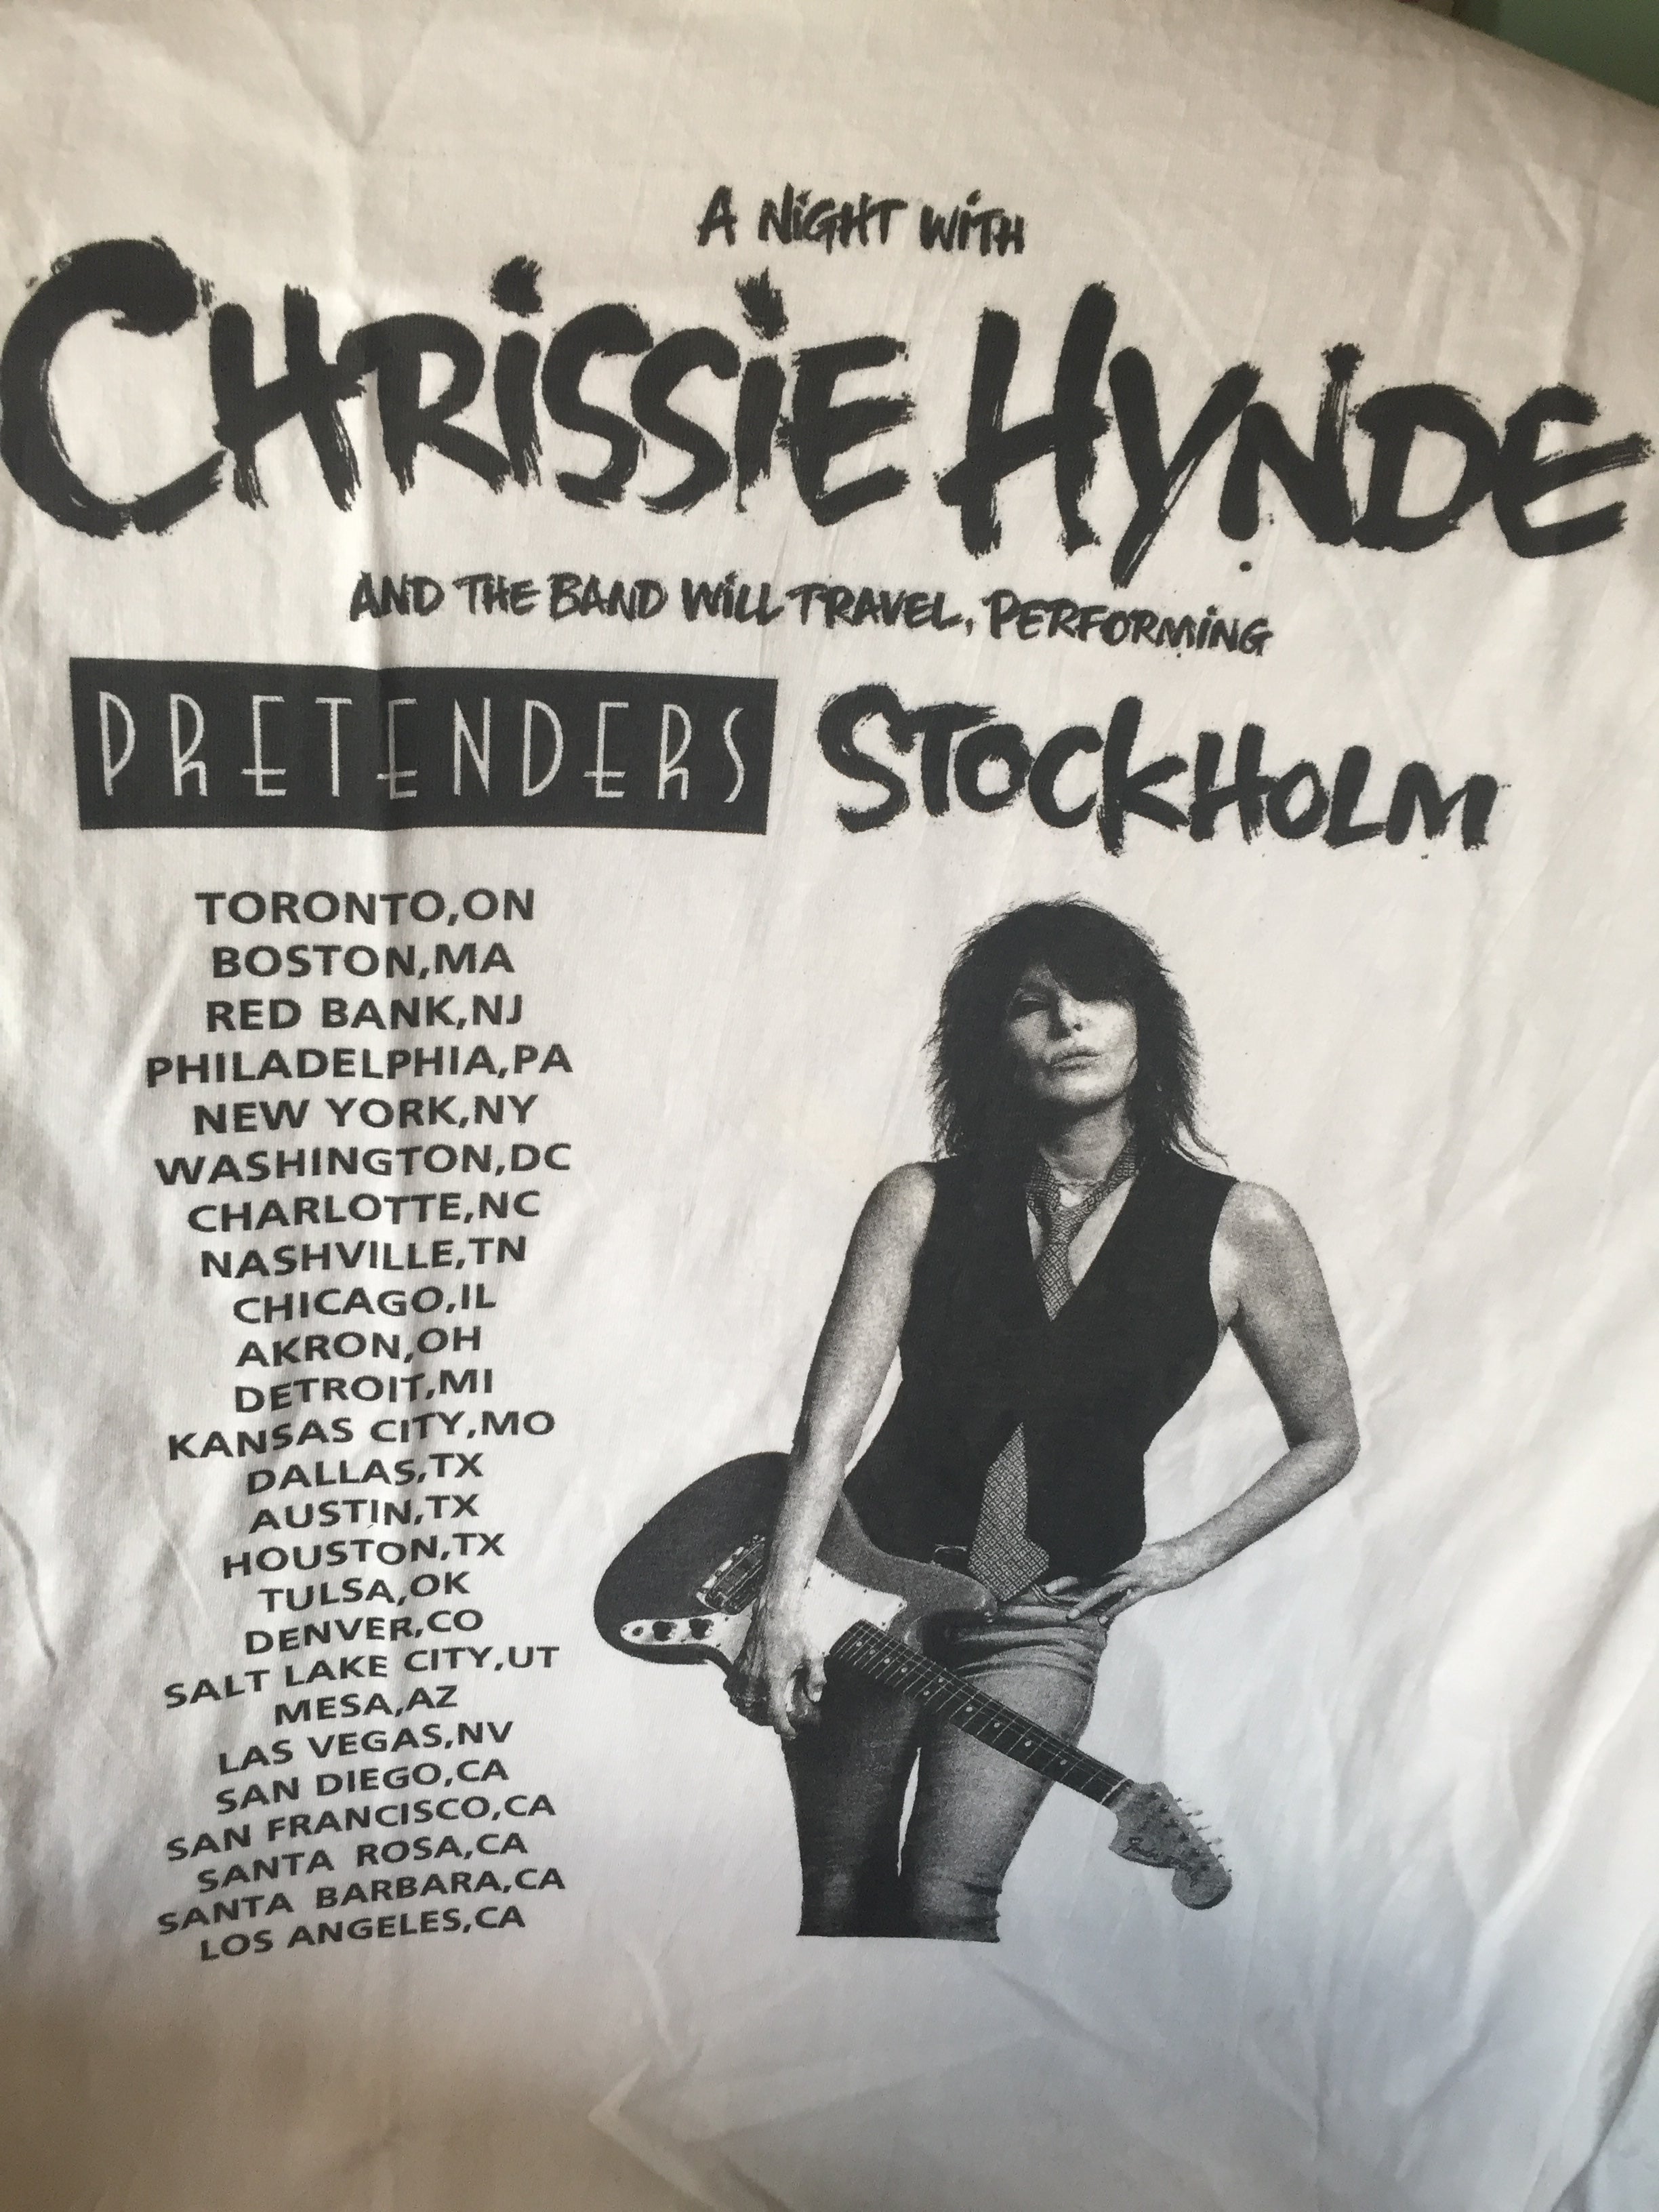 A NIGHT WITH
CHRISSIE HYNDE
AND THE BAND WILL TRAVEL, PERFORMING
PRETENDERS STOCKHOLM
TORONTO,ON
BOSTON,MA
RED BANK,NJ
PHILADELPHIA,PA
NEW YORK,NY
WASHINGTON,DC
CHARLOTTE,NC
NASHVILLE,TN
CHICAGO,IL
AKRON,OH
DETROIT,MI
KANSAS CITY,MO
DALLAS,TX
AUSTIN,TX
HOUSTON,TX
TULSA,OK
DENVER,CO
SALT LAKE CITY,UT
MESA,AZ
LAS VEGAS,NV
SAN DIEGO,CA
SAN FRANCISCO,CA
SANTA ROSA,CA
SANTA BARBARA,CA
LOS ANGELES,CA